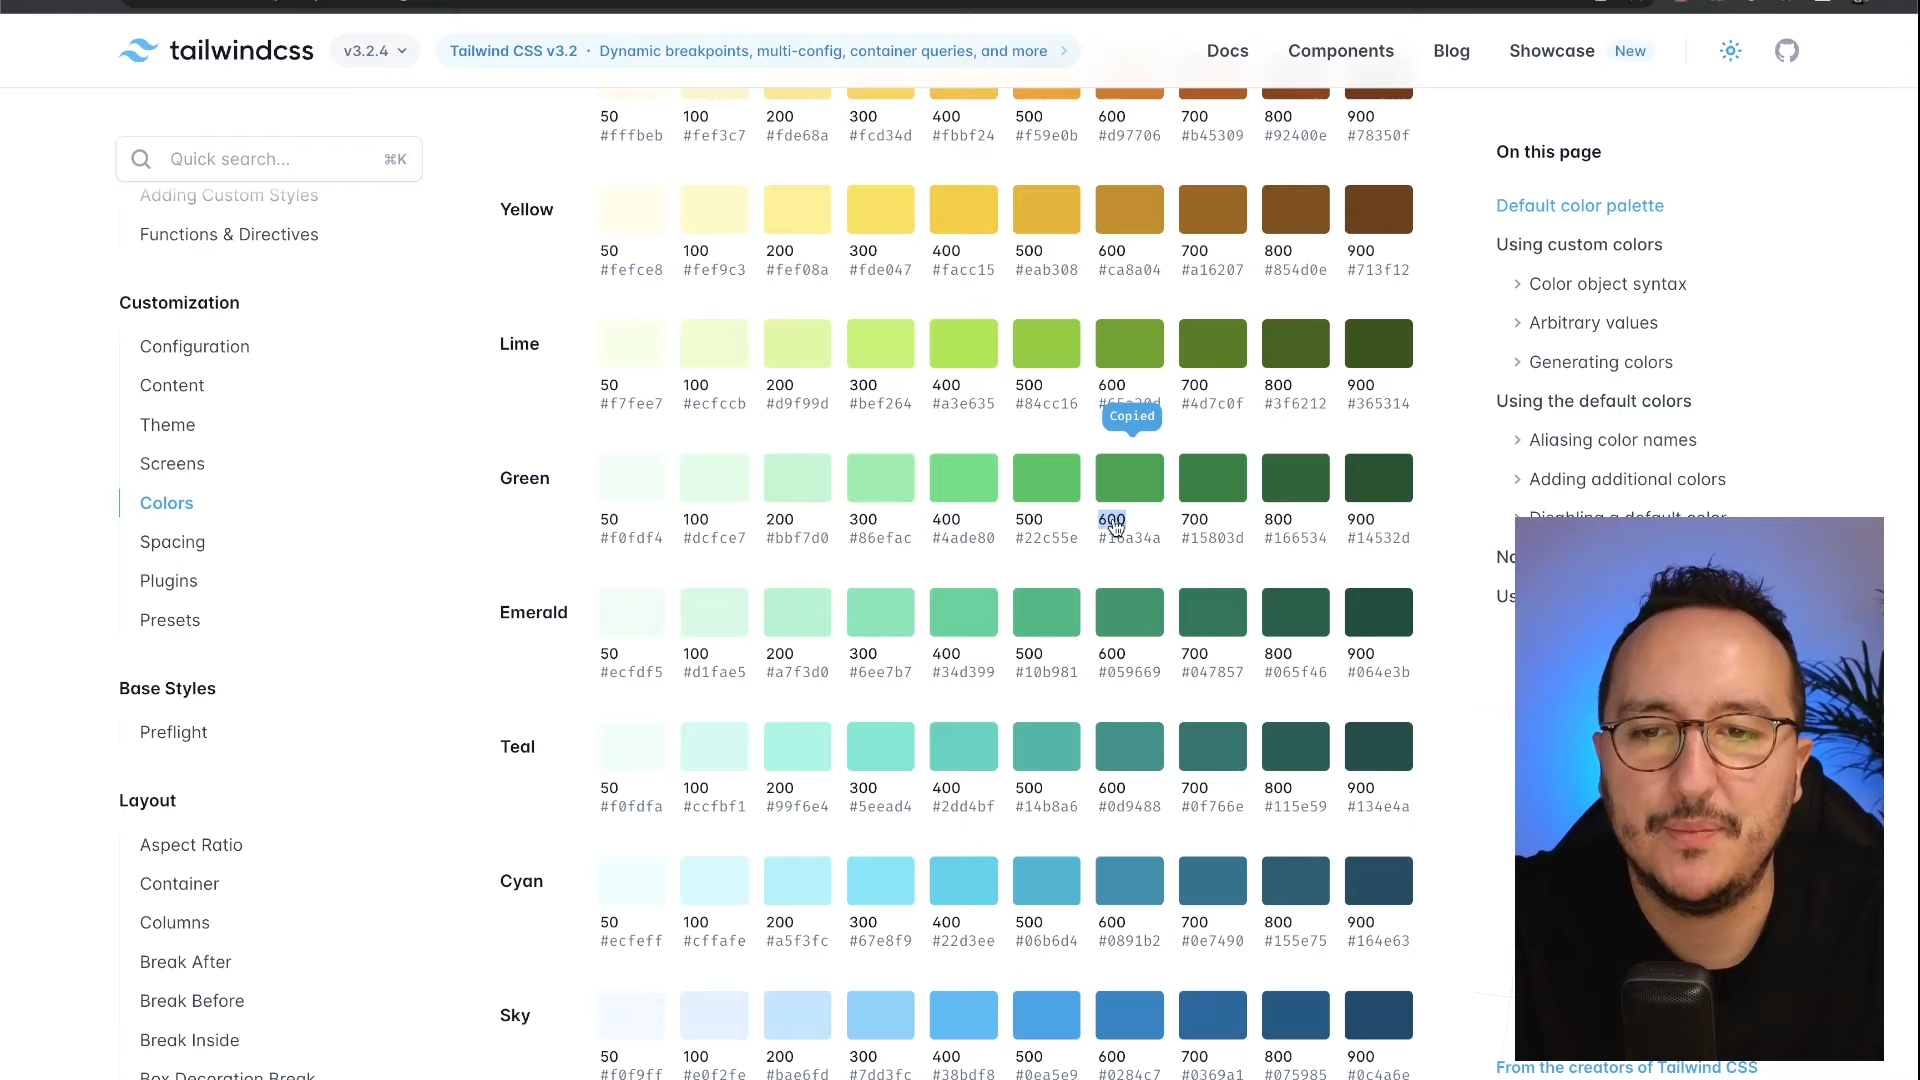 tailwindcss
v3.2.4
Tailwind CSS v3.2 · Dynamic breakpoints, multi-config, container queries, and more
Docs
Components
Blog
Showcase
New
Quick search...
⌘K
Adding Custom Styles
Functions & Directives
Customization
Configuration
Content
Theme
Screens
Colors
Spacing
Plugins
Presets
Base Styles
Preflight
Layout
Aspect Ratio
Container
Columns
Break After
Break Before
Break Inside
Box Decoration Break
50 100 200 300 400 500 600 700 800 900
#fffbeb #fef3c7 #fde68a #fcd34d #fbbf24 #f59e0b #d97706 #b45309 #92400e #78350f
Yellow
50 100 200 300 400 500 600 700 800 900
#fefce8 #fef9c3 #fef08a #fde047 #facc15 #eab308 #ca8a04 #a16207 #854d0e #713f12
Lime
50 100 200 300 400 500 600 700 800 900
#f7fee7 #ecfccb #d9f99d #bef264 #a3e635 #84cc16 #65a30d #4d7c0f #3f6212 #365314
Copied
Green
50 100 200 300 400 500 600 700 800 900
#f0fdf4 #dcfce7 #bbf7d0 #86efac #4ade80 #22c55e #16a34a #15803d #166534 #14532d
Emerald
50 100 200 300 400 500 600 700 800 900
#ecfdf5 #d1fae5 #a7f3d0 #6ee7b7 #34d399 #10b981 #059669 #047857 #065f46 #064e3b
Teal
50 100 200 300 400 500 600 700 800 900
#f0fdfa #ccfbf1 #99f6e4 #5eead4 #2dd4bf #14b8a6 #0d9488 #0f766e #115e59 #134e4a
Cyan
50 100 200 300 400 500 600 700 800 900
#ecfeff #cffafe #a5f3fc #67e8f9 #22d3ee #06b6d4 #0891b2 #0e7490 #155e75 #164e63
Sky
50 100 200 300 400 500 600 700 800 900
#f0f9ff #e0f2fe #bae6fd #7dd3fc #38bdf8 #0ea5e9 #0284c7 #0369a1 #075985 #0c4a6e
On this page
Default color palette
Using custom colors
Color object syntax
Arbitrary values
Generating colors
Using the default colors
Aliasing color names
Adding additional colors
Disabling a default color
From the creators of Tailwind CSS